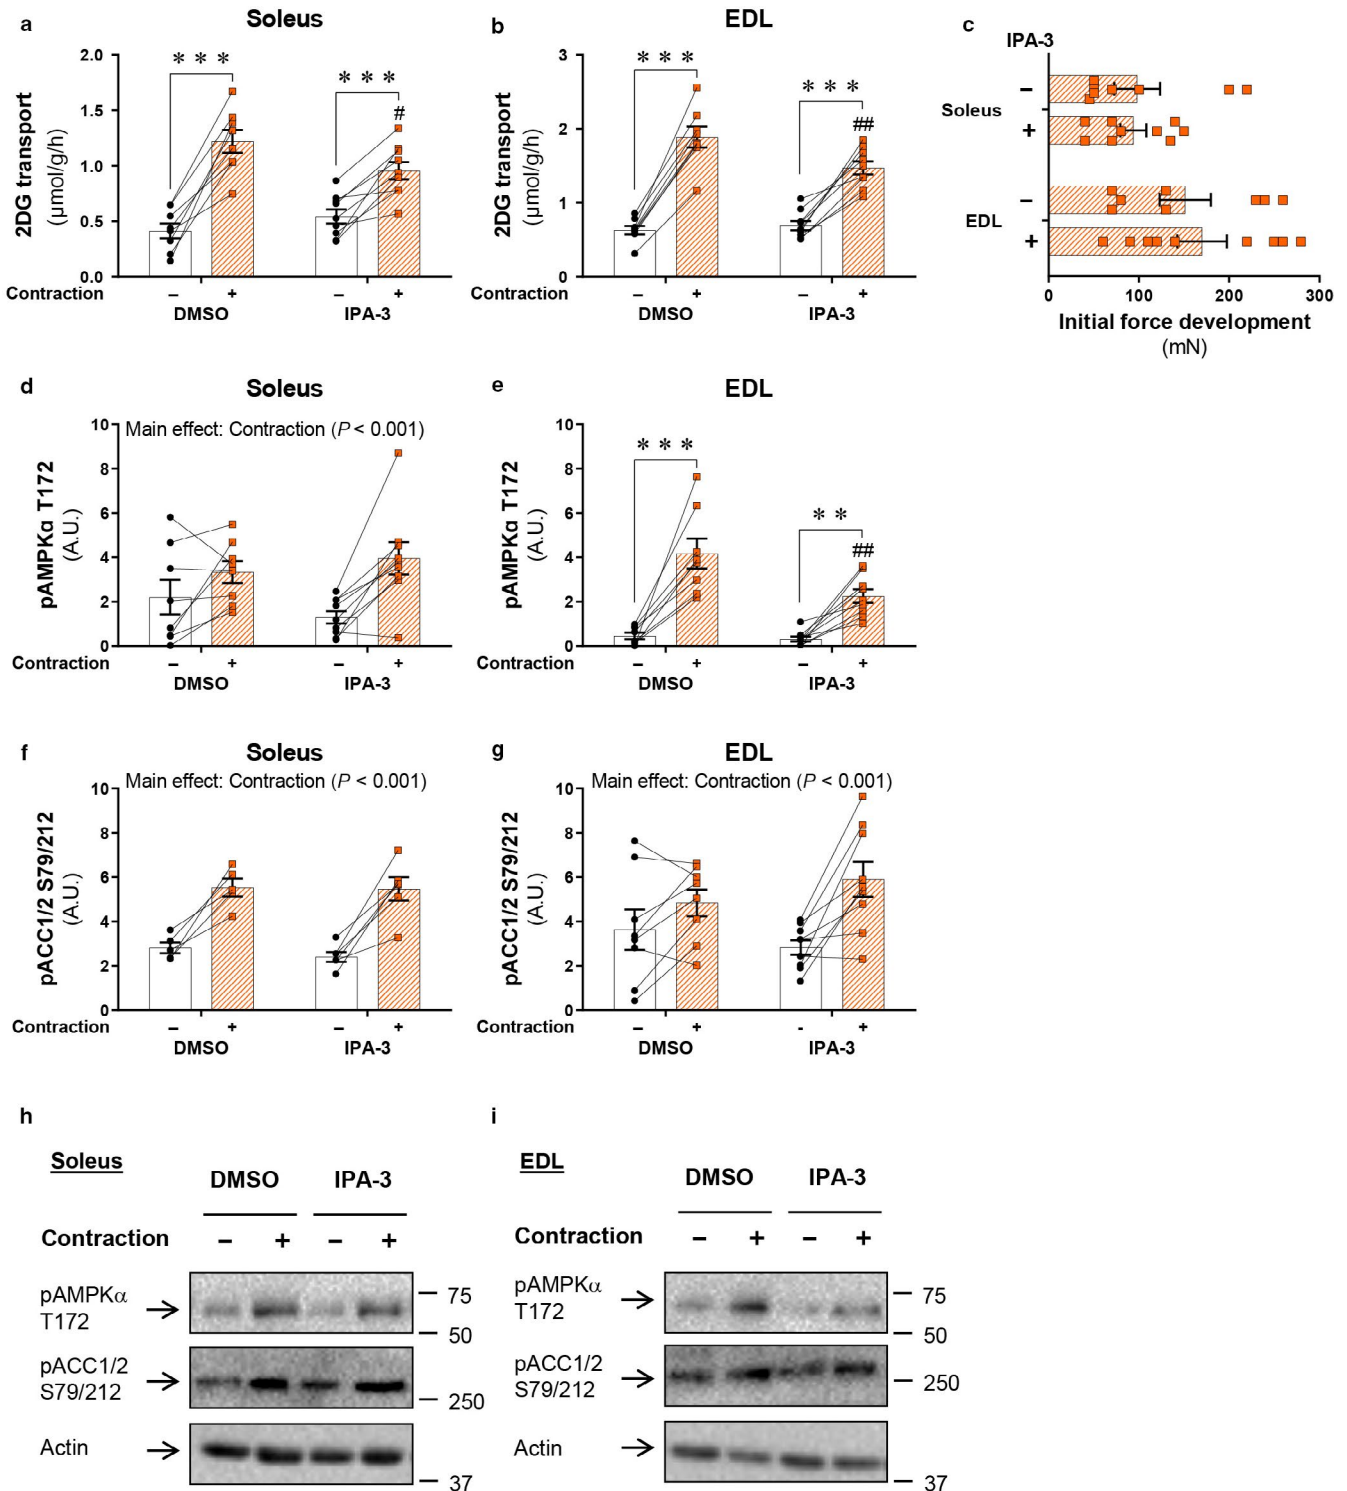 a
Soleus
2DG transport
(µmol/g/h)
2.0
1.5
1.0
0.5
0.0
* * *
* * *
#
Contraction
– + – +
DMSO IPA-3
b
EDL
2DG transport
(µmol/g/h)
3
2
1
0
* * *
* * *
##
– + – +
DMSO IPA-3
c
IPA-3
Soleus
–
+
EDL
–
+
0 100 200 300
Initial force development
(mN)
d
Soleus
Main effect: Contraction (P < 0.001)
pAMPKα T172
(A.U.)
10
8
6
4
2
0
Contraction
– + – +
DMSO IPA-3
e
EDL
pAMPKα T172
(A.U.)
10
8
6
4
2
0
* * *
* *
##
Contraction
– + – +
DMSO IPA-3
f
Soleus
Main effect: Contraction (P < 0.001)
pACC1/2 S79/212
(A.U.)
10
8
6
4
2
0
Contraction
– + – +
DMSO IPA-3
g
EDL
Main effect: Contraction (P < 0.001)
pACC1/2 S79/212
(A.U.)
10
8
6
4
2
0
Contraction
– + - +
DMSO IPA-3
h
Soleus
DMSO IPA-3
Contraction – + – +
pAMPKα
T172
75
50
pACC1/2
S79/212
250
Actin
37
i
EDL
DMSO IPA-3
Contraction – + – +
pAMPKα
T172
75
50
pACC1/2
S79/212
250
Actin
37